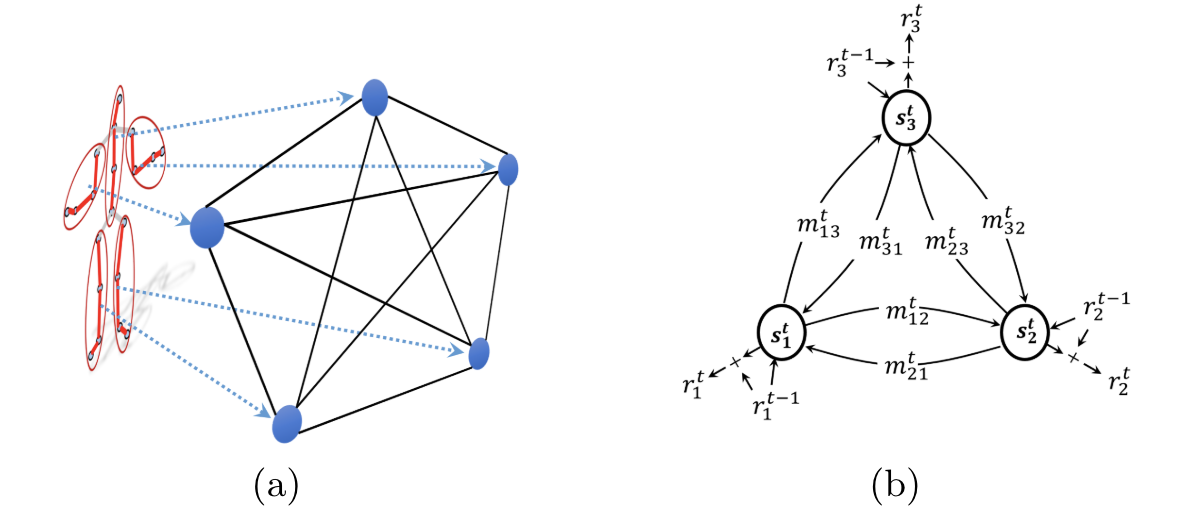 r_3^t
r_3^{t-1} +
s_3^t
m_{13}^t m_{31}^t m_{23}^t m_{32}^t
s_1^t m_{12}^t s_2^t r_2^{t-1}
m_{21}^t
r_1^t + r_1^{t-1} + r_2^t
(a) (b)